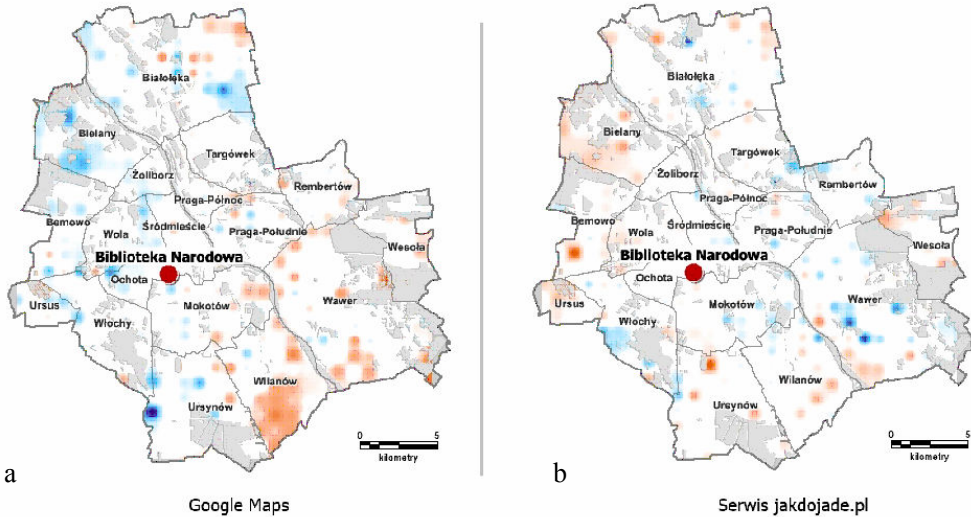 Białołęka
Bielany
Targówek
Żoliborz
Rembertów
Praga-Północ
Bemowo
Wola
Śródmieście
Praga-Południe
Wesoła
Biblioteka Narodowa
Ochota
Ursus
Mokotów
Wawer
Włochy
Wilanów
Ursynów
0 5
kilometry
a
Google Maps
Białołęka
Bielany
Targówek
Żoliborz
Rembertów
Praga-Północ
Bemowo
Wola
Śródmieście
Praga-Południe
Wesoła
Biblioteka Narodowa
Ochota
Ursus
Mokotów
Wawer
Włochy
Wilanów
Ursynów
0 5
kilometry
b
Serwis jakdojade.pl